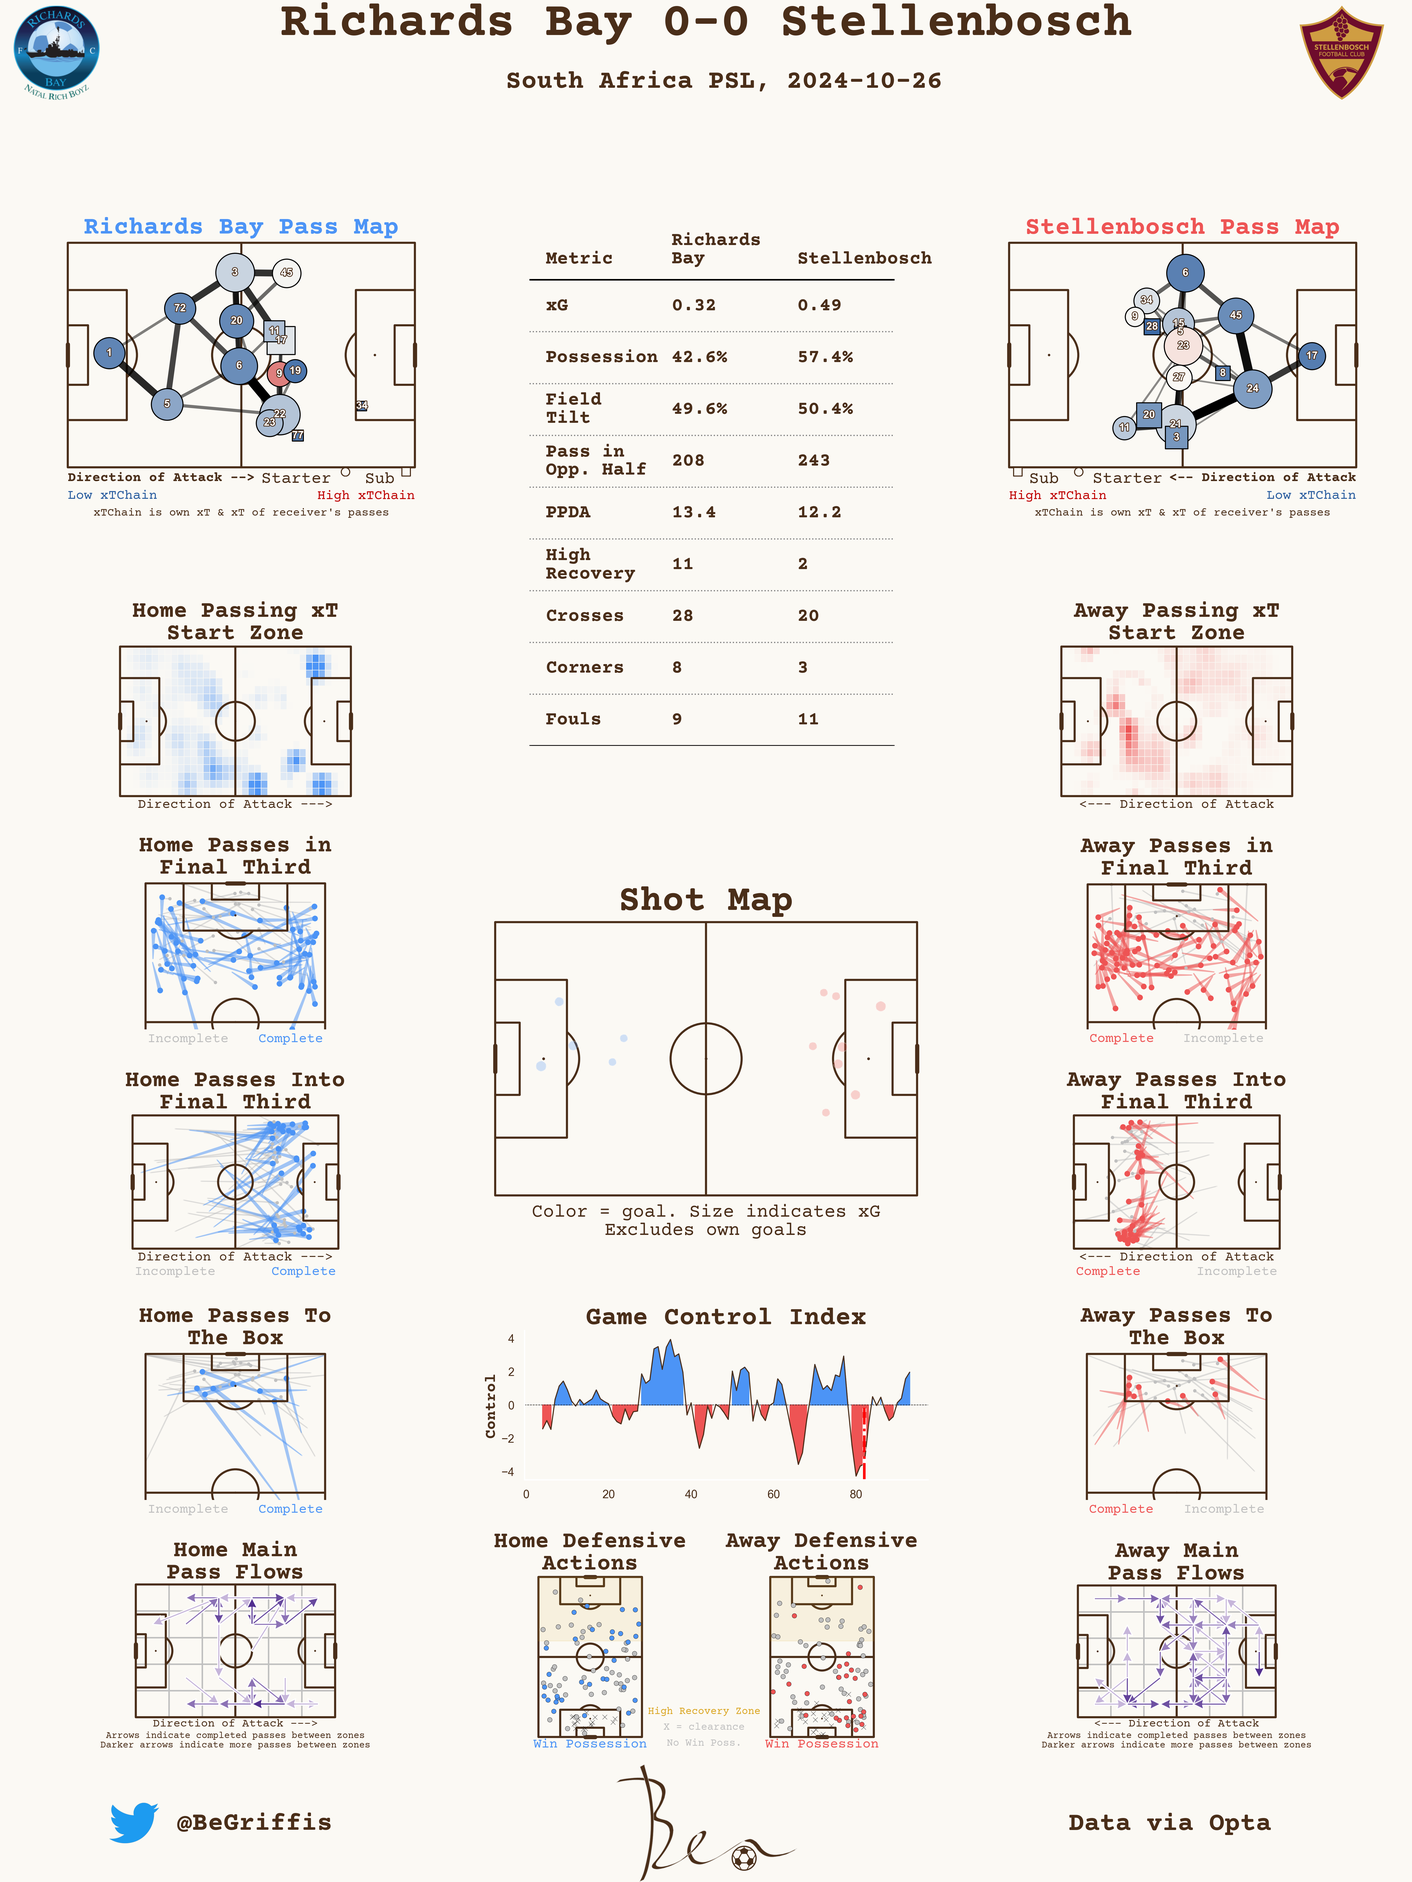 Richards Bay 0-0 Stellenbosch
South Africa PSL, 2024-10-26
RICHARDS
F C
BAY
NATAL RICH BOYZ
STELLENBOSCH
FOOTBALL CLUB
Richards Bay Pass Map
3
45
72
20
11
17
1
6
9
19
5
22
23
34
77
Direction of Attack --> Starter Sub
Low xTChain High xTChain
xTChain is own xT & xT of receiver's passes
Metric Richards Bay Stellenbosch
xG 0.32 0.49
Possession 42.6% 57.4%
Field Tilt 49.6% 50.4%
Pass in Opp. Half 208 243
PPDA 13.4 12.2
High Recovery 11 2
Crosses 28 20
Corners 8 3
Fouls 9 11
Stellenbosch Pass Map
6
34
9
28
15
5
45
23
17
27
8
24
20
11
21
3
Sub Starter <-- Direction of Attack
High xTChain Low xTChain
xTChain is own xT & xT of receiver's passes
Home Passing xT
Start Zone
Direction of Attack --->
Away Passing xT
Start Zone
<--- Direction of Attack
Home Passes in
Final Third
Incomplete Complete
Away Passes in
Final Third
Complete Incomplete
Shot Map
Color = goal. Size indicates xG
Excludes own goals
Home Passes Into
Final Third
Direction of Attack --->
Incomplete Complete
Away Passes Into
Final Third
<--- Direction of Attack
Complete Incomplete
Home Passes To
The Box
Incomplete Complete
Game Control Index
Control
4
2
0
−2
−4
0 20 40 60 80
Away Passes To
The Box
Complete Incomplete
Home Main
Pass Flows
Direction of Attack --->
Arrows indicate completed passes between zones
Darker arrows indicate more passes between zones
Home Defensive
Actions
Win Possession
High Recovery Zone
X = clearance
No Win Poss.
Away Defensive
Actions
Win Possession
Away Main
Pass Flows
<--- Direction of Attack
Arrows indicate completed passes between zones
Darker arrows indicate more passes between zones
@BeGriffis
Ben
Data via Opta